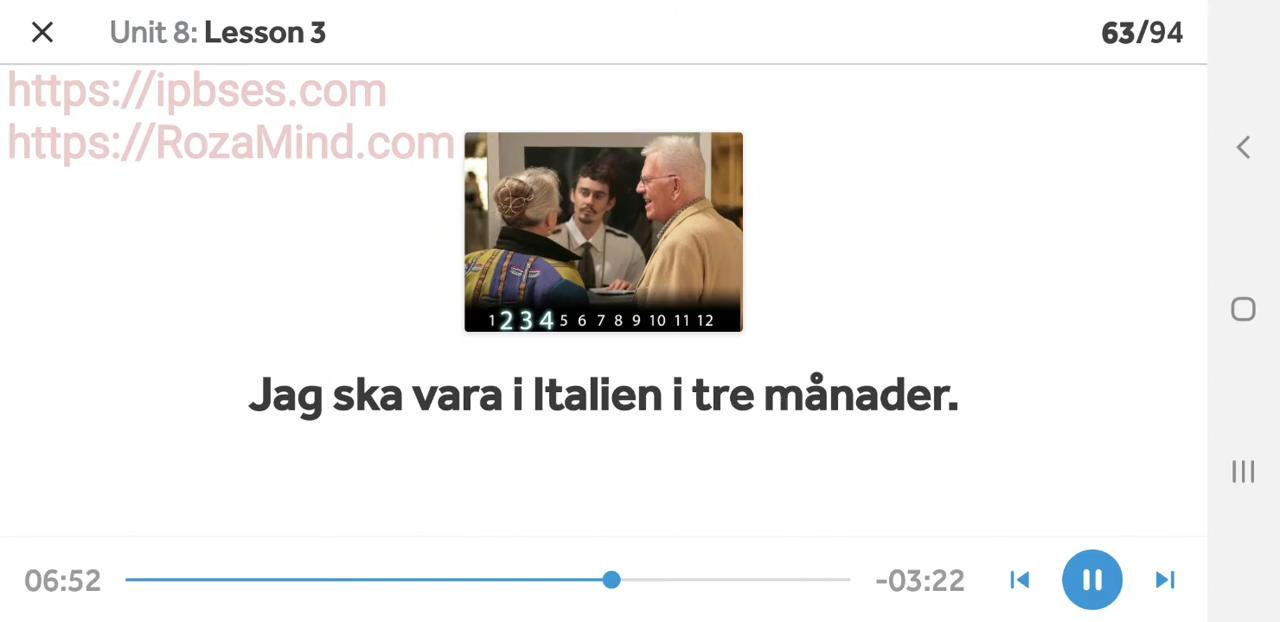 Unit 8: Lesson 3
63/94
https://ipbses.com
https://RozaMind.com
1 2 3 4 5 6 7 8 9 10 11 12
Jag ska vara i Italien i tre månader.
06:52
-03:22